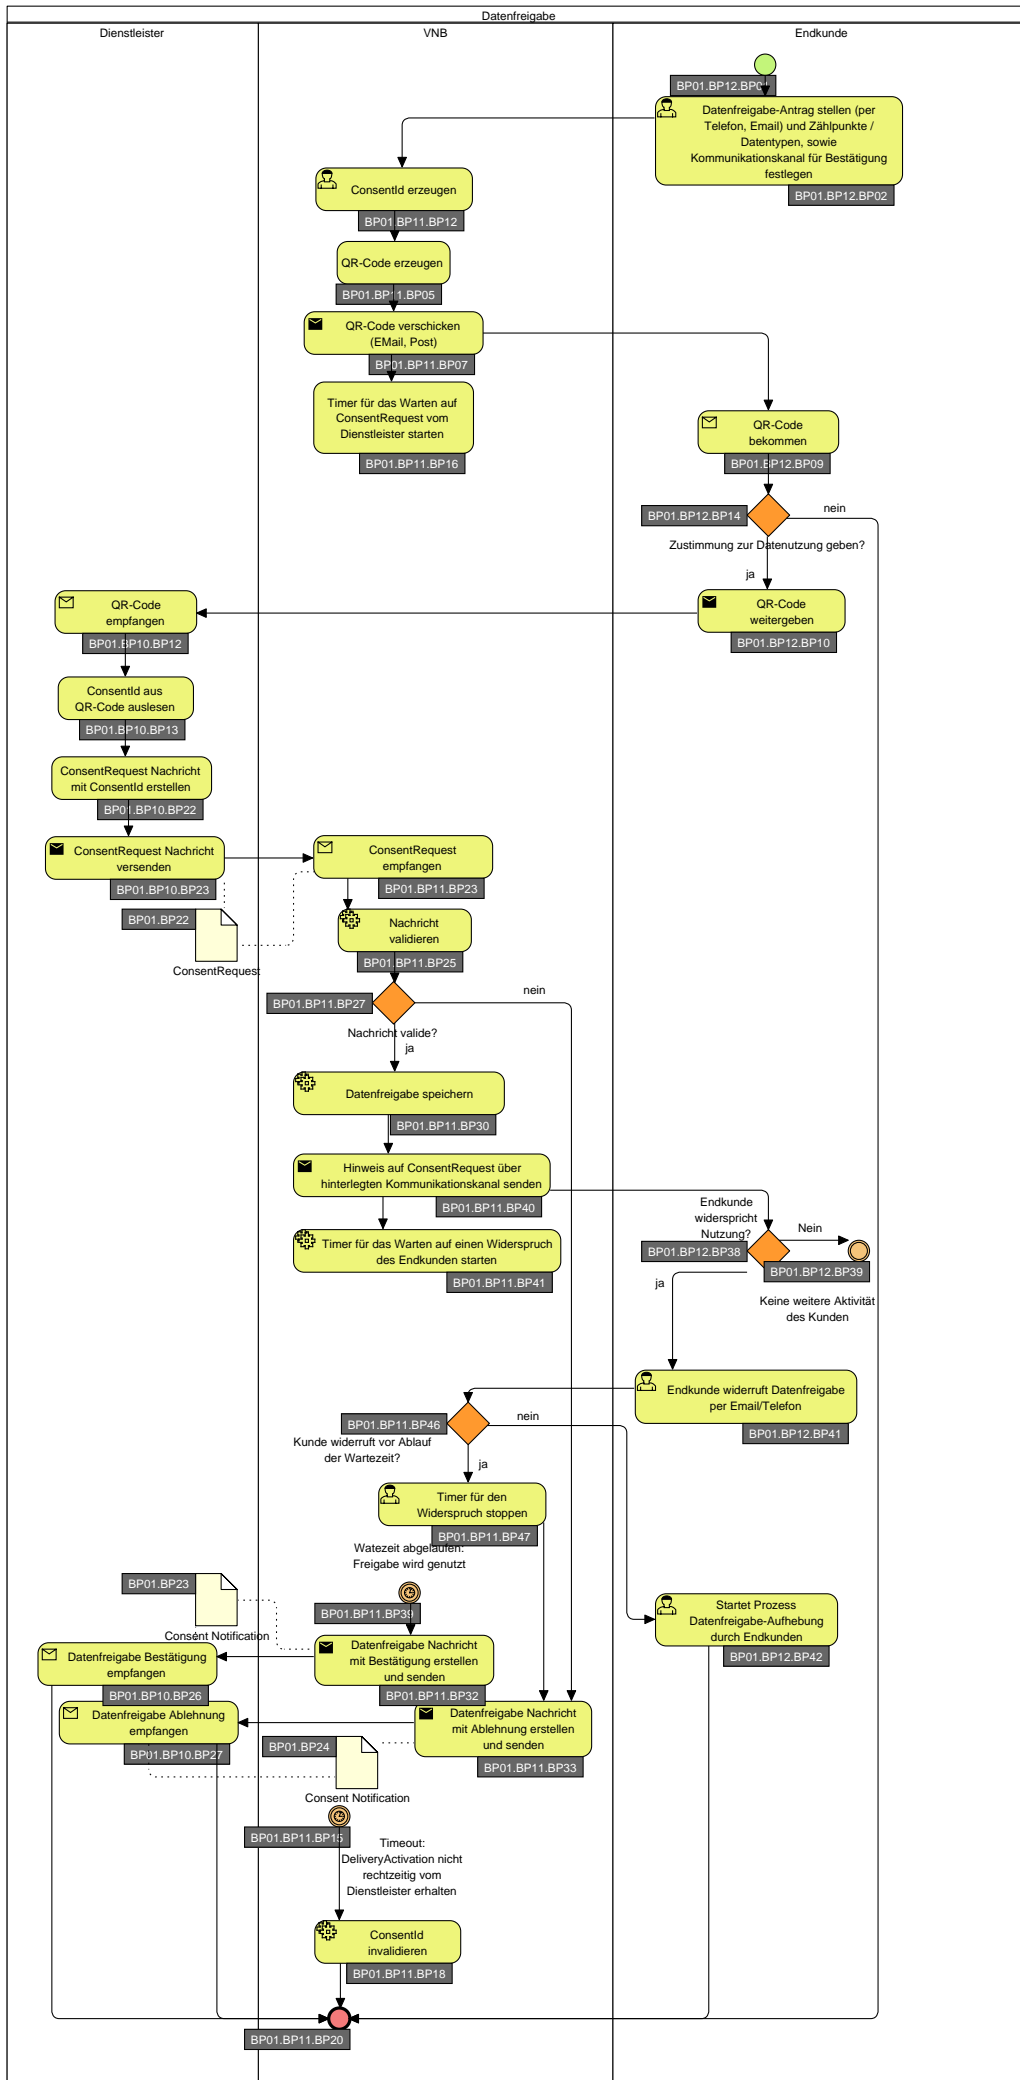 Datenfreigabe
Dienstleister
VNB
Endkunde
BP01.BP12.BP01
Datenfreigabe-Antrag stellen (per
Telefon, Email) und Zählpunkte /
Datentypen, sowie
Kommunikationskanal für Bestätigung
festlegen
BP01.BP12.BP02
ConsentId erzeugen
BP01.BP11.BP12
QR-Code erzeugen
BP01.BP11.BP05
QR-Code verschicken
(EMail, Post)
BP01.BP11.BP07
Timer für das Warten auf
ConsentRequest vom
Dienstleister starten
BP01.BP11.BP16
QR-Code
bekommen
BP01.BP12.BP09
BP01.BP12.BP14
nein
Zustimmung zur Datenutzung geben?
ja
QR-Code
weitergeben
BP01.BP12.BP10
QR-Code
empfangen
BP01.BP10.BP12
ConsentId aus
QR-Code auslesen
BP01.BP10.BP13
ConsentRequest Nachricht
mit ConsentId erstellen
BP01.BP10.BP22
ConsentRequest Nachricht
versenden
BP01.BP10.BP23
BP01.BP22
ConsentRequest
ConsentRequest
empfangen
BP01.BP11.BP23
Nachricht
validieren
BP01.BP11.BP25
BP01.BP11.BP27
nein
Nachricht valide?
ja
Datenfreigabe speichern
BP01.BP11.BP30
Hinweis auf ConsentRequest über
hinterlegten Kommunikationskanal senden
BP01.BP11.BP40
Timer für das Warten auf einen Widerspruch
des Endkunden starten
BP01.BP11.BP41
Endkunde
widerspricht
Nutzung?
Nein
BP01.BP12.BP38
BP01.BP12.BP39
ja
Keine weitere Aktivität
des Kunden
Endkunde widerruft Datenfreigabe
per Email/Telefon
BP01.BP12.BP41
BP01.BP11.BP46
nein
Kunde widerruft vor Ablauf
der Wartezeit?
ja
Timer für den
Widerspruch stoppen
BP01.BP11.BP47
Watezeit abgelaufen:
Freigabe wird genutzt
BP01.BP23
Consent Notification
BP01.BP11.BP39
Startet Prozess
Datenfreigabe-Aufhebung
durch Endkunden
BP01.BP12.BP42
Datenfreigabe Nachricht
mit Bestätigung erstellen
und senden
BP01.BP11.BP32
Datenfreigabe Bestätigung
empfangen
BP01.BP10.BP26
Datenfreigabe Ablehnung
empfangen
BP01.BP10.BP27
Datenfreigabe Nachricht
mit Ablehnung erstellen
und senden
BP01.BP11.BP33
BP01.BP24
Consent Notification
BP01.BP11.BP15
Timeout:
DeliveryActivation nicht
rechtzeitig vom
Dienstleister erhalten
ConsentId
invalidieren
BP01.BP11.BP18
BP01.BP11.BP20